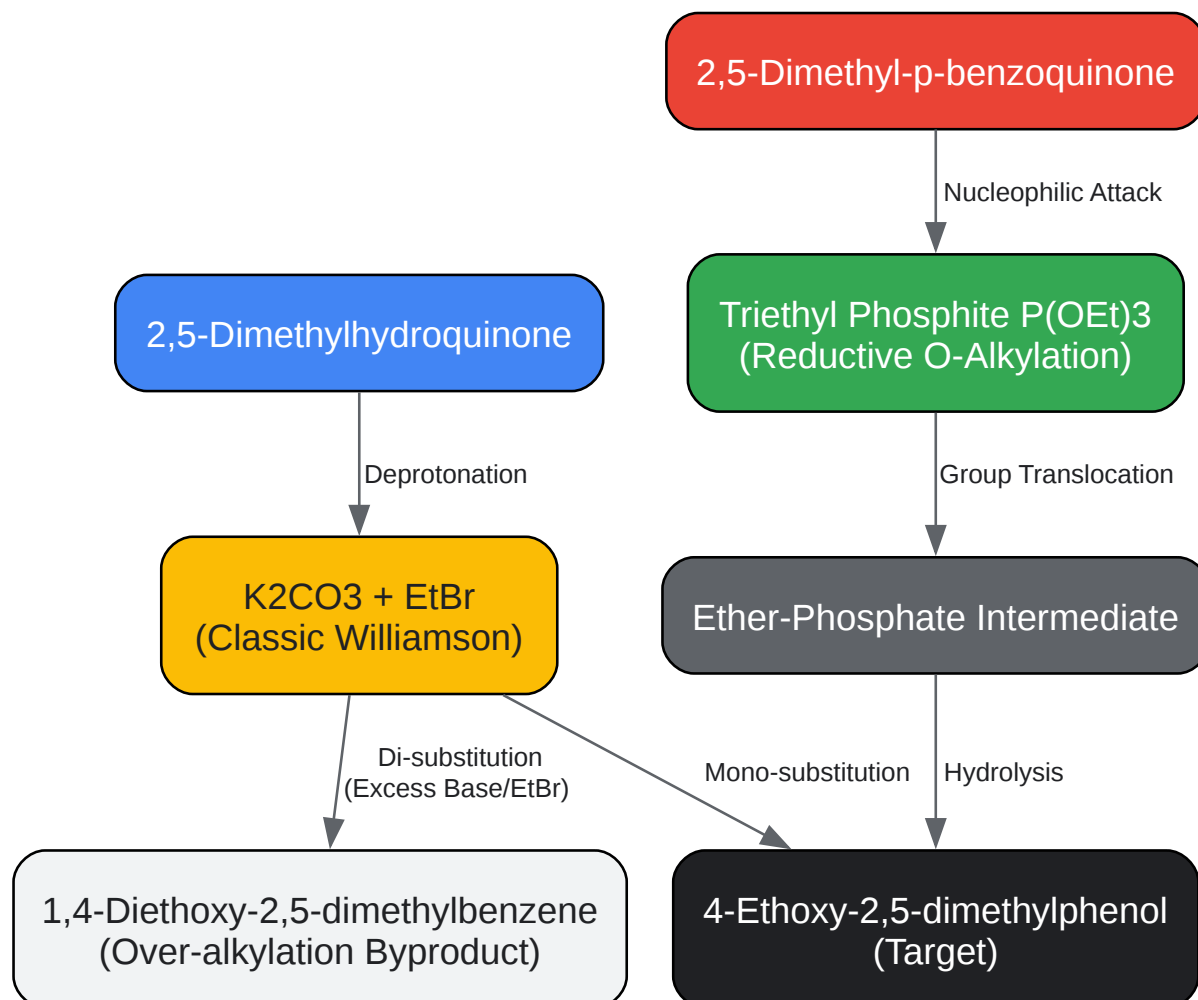 2,5-Dimethyl-p-benzoquinone
Nucleophilic Attack
2,5-Dimethylhydroquinone
Triethyl Phosphite P(OEt)3
(Reductive O-Alkylation)
Deprotonation
Group Translocation
K2CO3 + EtBr
(Classic Williamson)
Ether-Phosphate Intermediate
Di-substitution
(Excess Base/EtBr)
Mono-substitution
Hydrolysis
1,4-Diethoxy-2,5-dimethylbenzene
(Over-alkylation Byproduct)
4-Ethoxy-2,5-dimethylphenol
(Target)